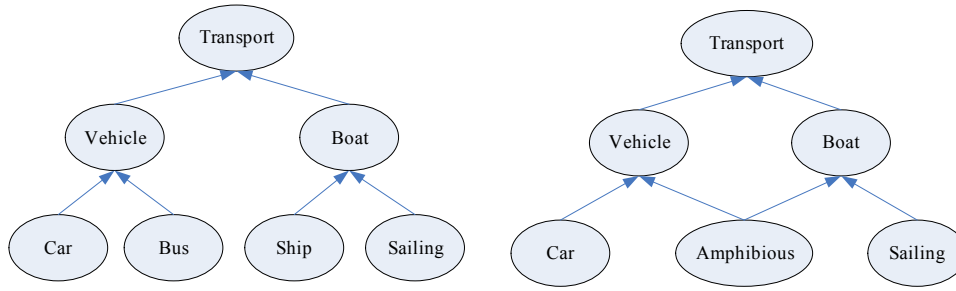 Transport
Vehicle
Boat
Car
Bus
Ship
Sailing
Transport
Vehicle
Boat
Car
Amphibious
Sailing